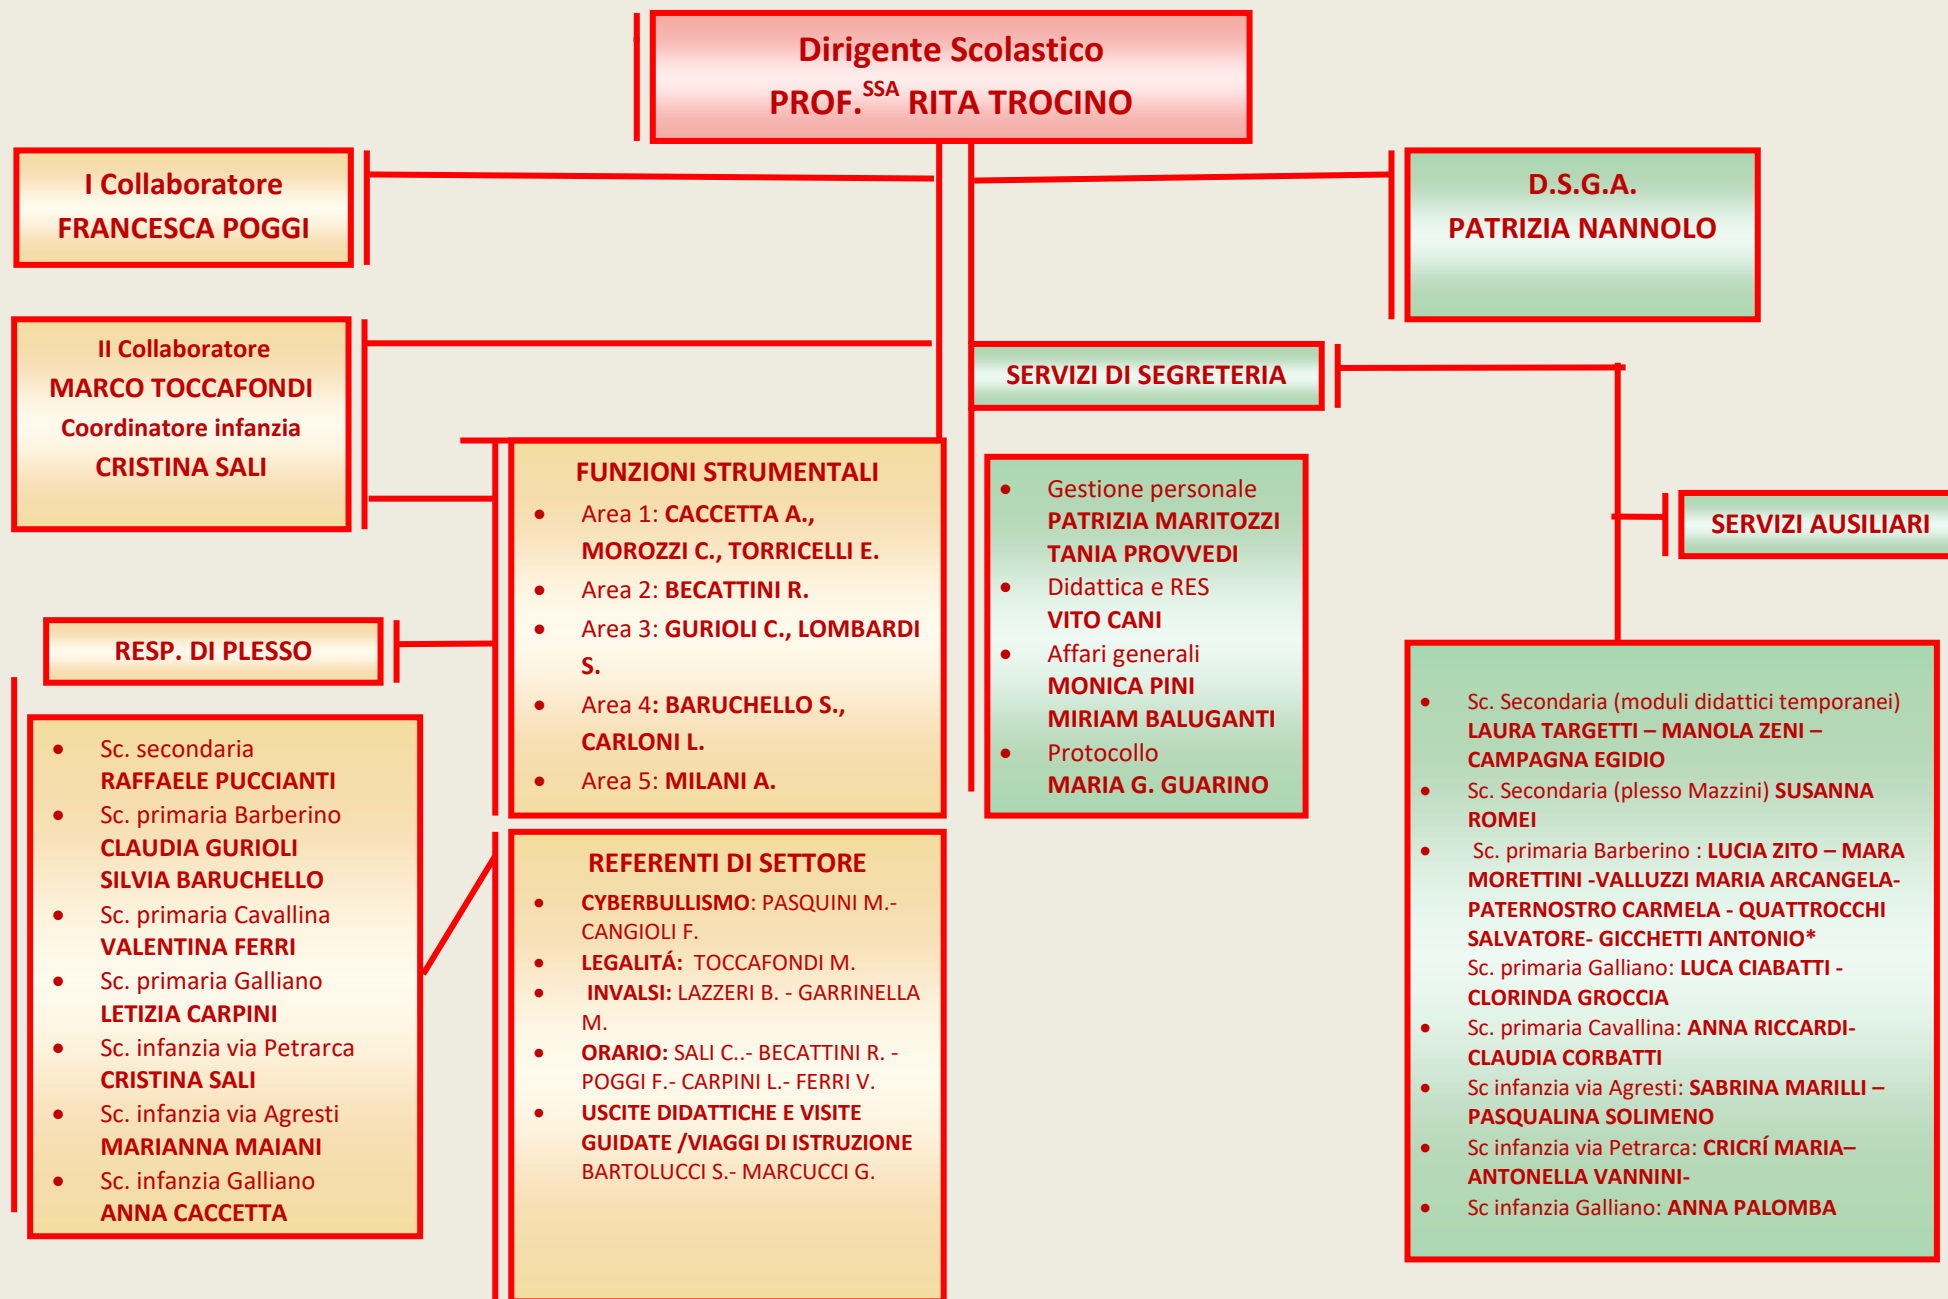 Dirigente Scolastico
PROF.SSA RITA TROCINO
I Collaboratore
FRANCESCA POGGI
D.S.G.A.
PATRIZIA NANNOLO
II Collaboratore
MARCO TOCCAFONDI
Coordinatore infanzia
CRISTINA SALI
SERVIZI DI SEGRETERIA
FUNZIONI STRUMENTALI
• Area 1: CACCETTA A.,
MOROZZI C., TORRICELLI E.
• Area 2: BECATTINI R.
• Area 3: GURIOLI C., LOMBARDI
S.
• Area 4: BARUCHELLO S.,
CARLONI L.
• Area 5: MILANI A.
• Gestione personale
PATRIZIA MARITOZZI
TANIA PROVVEDI
• Didattica e RES
VITO CANI
• Affari generali
MONICA PINI
MIRIAM BALUGANTI
• Protocollo
MARIA G. GUARINO
SERVIZI AUSILIARI
RESP. DI PLESSO
• Sc. secondaria
RAFFAELE PUCCIANTI
• Sc. primaria Barberino
CLAUDIA GURIOLI
SILVIA BARUCHELLO
• Sc. primaria Cavallina
VALENTINA FERRI
• Sc. primaria Galliano
LETIZIA CARPINI
• Sc. infanzia via Petrarca
CRISTINA SALI
• Sc. infanzia via Agresti
MARIANNA MAIANI
• Sc. infanzia Galliano
ANNA CACCETTA
REFERENTI DI SETTORE
• CYBERBULLISMO: PASQUINI M.-
CANGIOLI F.
• LEGALITÁ: TOCCAFONDI M.
• INVALSI: LAZZERI B. - GARRINELLA
M.
• ORARIO: SALI C..- BECATTINI R. -
POGGI F.- CARPINI L.- FERRI V.
• USCITE DIDATTICHE E VISITE
GUIDATE /VIAGGI DI ISTRUZIONE
BARTOLUCCI S.- MARCUCCI G.
• Sc. Secondaria (moduli didattici temporanei)
LAURA TARGETTI – MANOLA ZENI –
CAMPAGNA EGIDIO
• Sc. Secondaria (plesso Mazzini) SUSANNA
ROMEI
• Sc. primaria Barberino : LUCIA ZITO – MARA
MORETTINI -VALLUZZI MARIA ARCANGELA-
PATERNOSTRO CARMELA - QUATTROCCHI
SALVATORE- GICCHETTI ANTONIO*
Sc. primaria Galliano: LUCA CIABATTI -
CLORINDA GROCCIA
• Sc. primaria Cavallina: ANNA RICCARDI-
CLAUDIA CORBATTI
• Sc infanzia via Agresti: SABRINA MARILLI –
PASQUALINA SOLIMENO
• Sc infanzia via Petrarca: CRICRÍ MARIA–
ANTONELLA VANNINI-
• Sc infanzia Galliano: ANNA PALOMBA